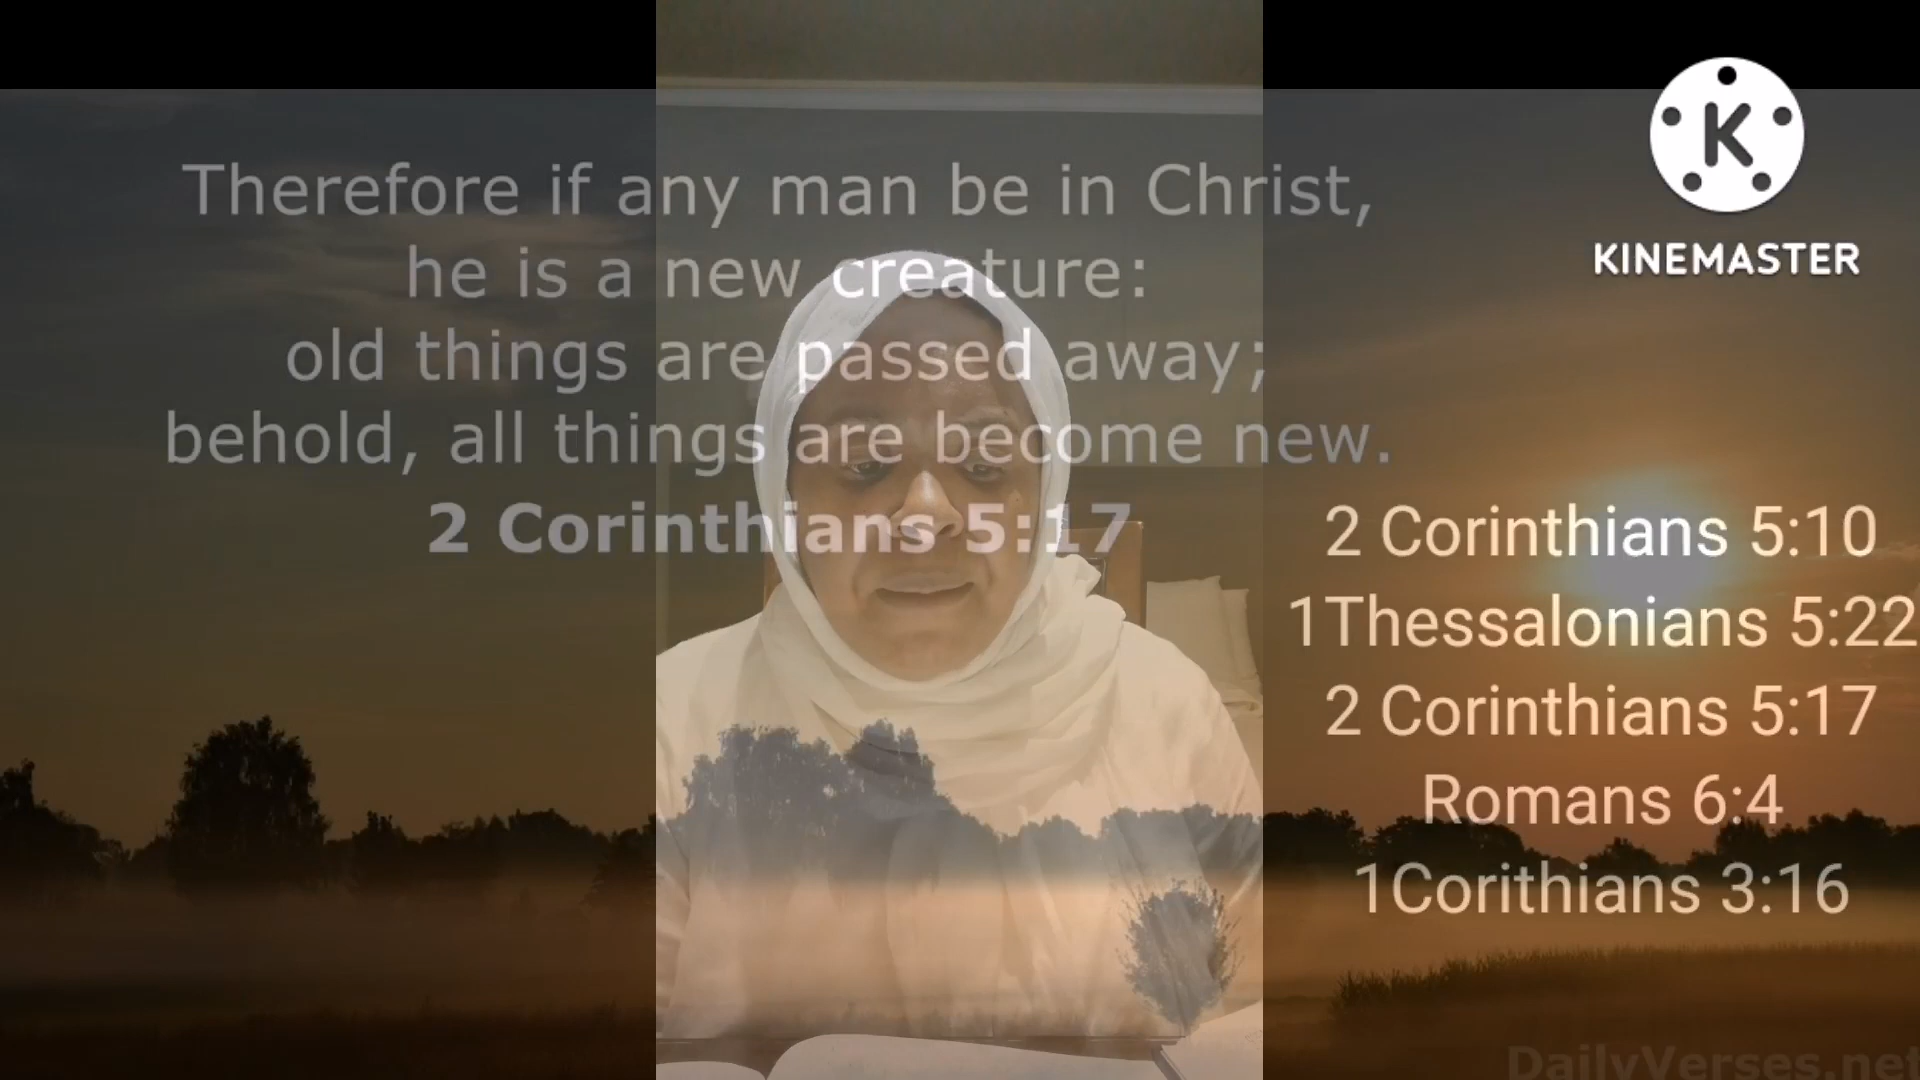 Therefore if any man be in Christ,
he is a new creature:
old things are passed away;
behold, all things are become new.
2 Corinthians 5:17
K
KINEMASTER
2 Corinthians 5:10
1Thessalonians 5:22
2 Corinthians 5:17
Romans 6:4
1Corithians 3:16
DailyVerses.net